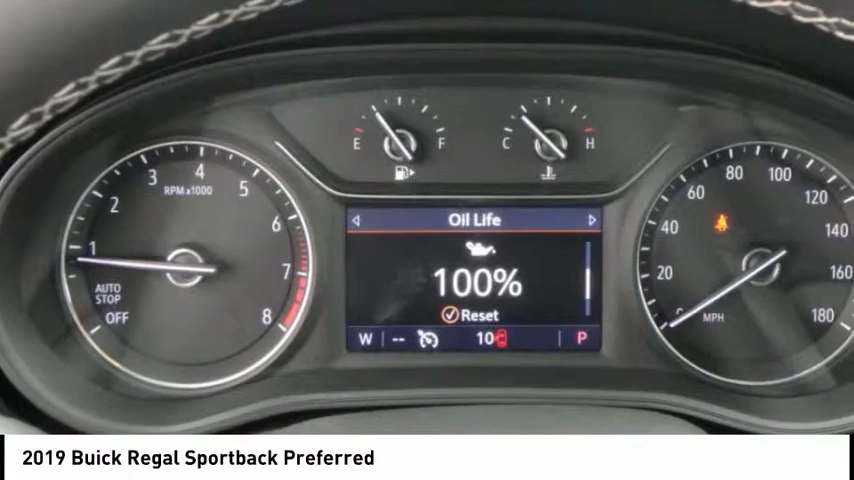 E F
C H
1 2 3 4 5 6 7 8
RPM x1000
AUTO
STOP
OFF
Oil Life
100%
Reset
W -- 10 P
20 40 60 80 100 120 140 160 180
MPH
2019 Buick Regal Sportback Preferred